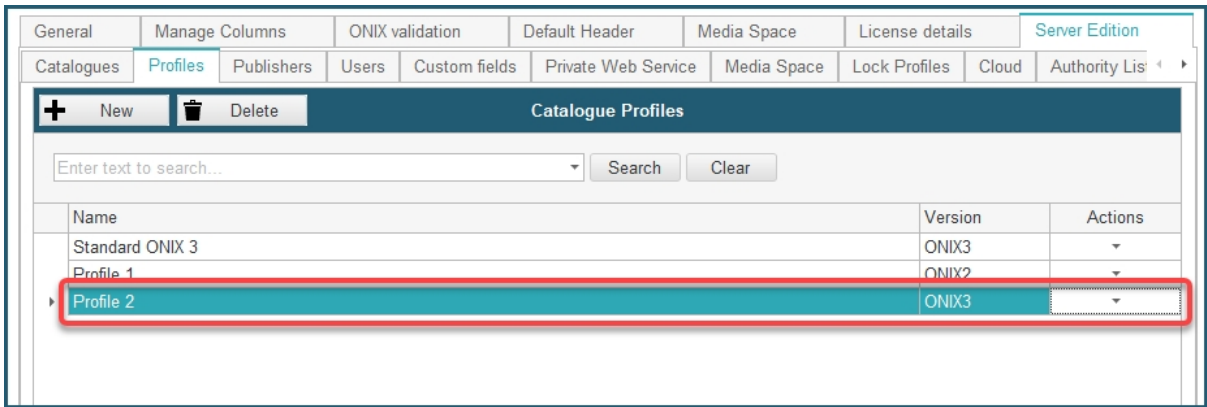 General Manage Columns ONIX validation Default Header Media Space License details Server Edition
Catalogues Profiles Publishers Users Custom fields Private Web Service Media Space Lock Profiles Cloud Authority List
New Delete Catalogue Profiles
Enter text to search... Search Clear
Name Version Actions
Standard ONIX 3 ONIX3
Profile 1 ONIX2
Profile 2 ONIX3